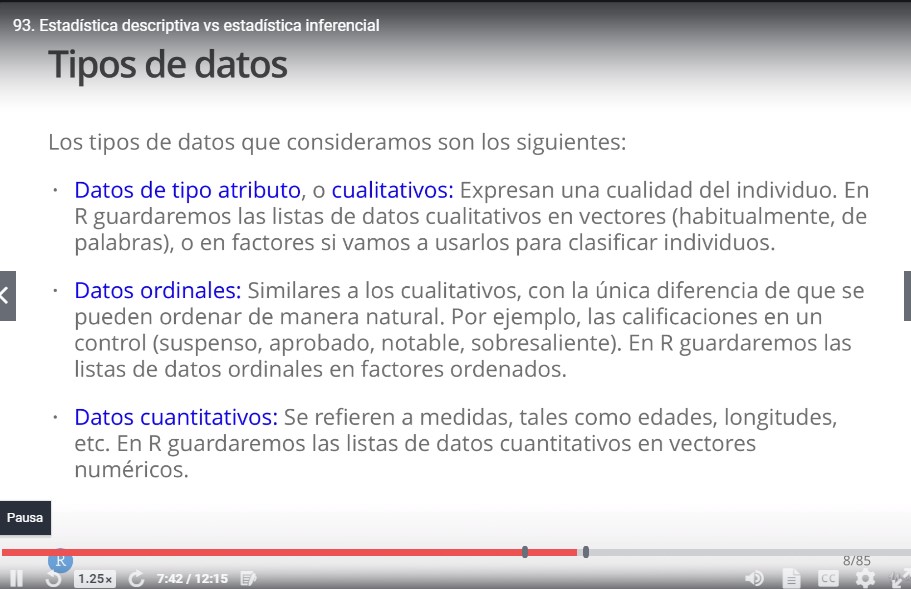 93. Estadística descriptiva vs estadística inferencial
Tipos de datos
Los tipos de datos que consideramos son los siguientes:
· Datos de tipo atributo, o cualitativos: Expresan una cualidad del individuo. En
R guardaremos las listas de datos cualitativos en vectores (habitualmente, de
palabras), o en factores si vamos a usarlos para clasificar individuos.
· Datos ordinales: Similares a los cualitativos, con la única diferencia de que se
pueden ordenar de manera natural. Por ejemplo, las calificaciones en un
control (suspenso, aprobado, notable, sobresaliente). En R guardaremos las
listas de datos ordinales en factores ordenados.
· Datos cuantitativos: Se refieren a medidas, tales como edades, longitudes,
etc. En R guardaremos las listas de datos cuantitativos en vectores
numéricos.
Pausa
R
8/85
1.25×
7:42 / 12:15
CC